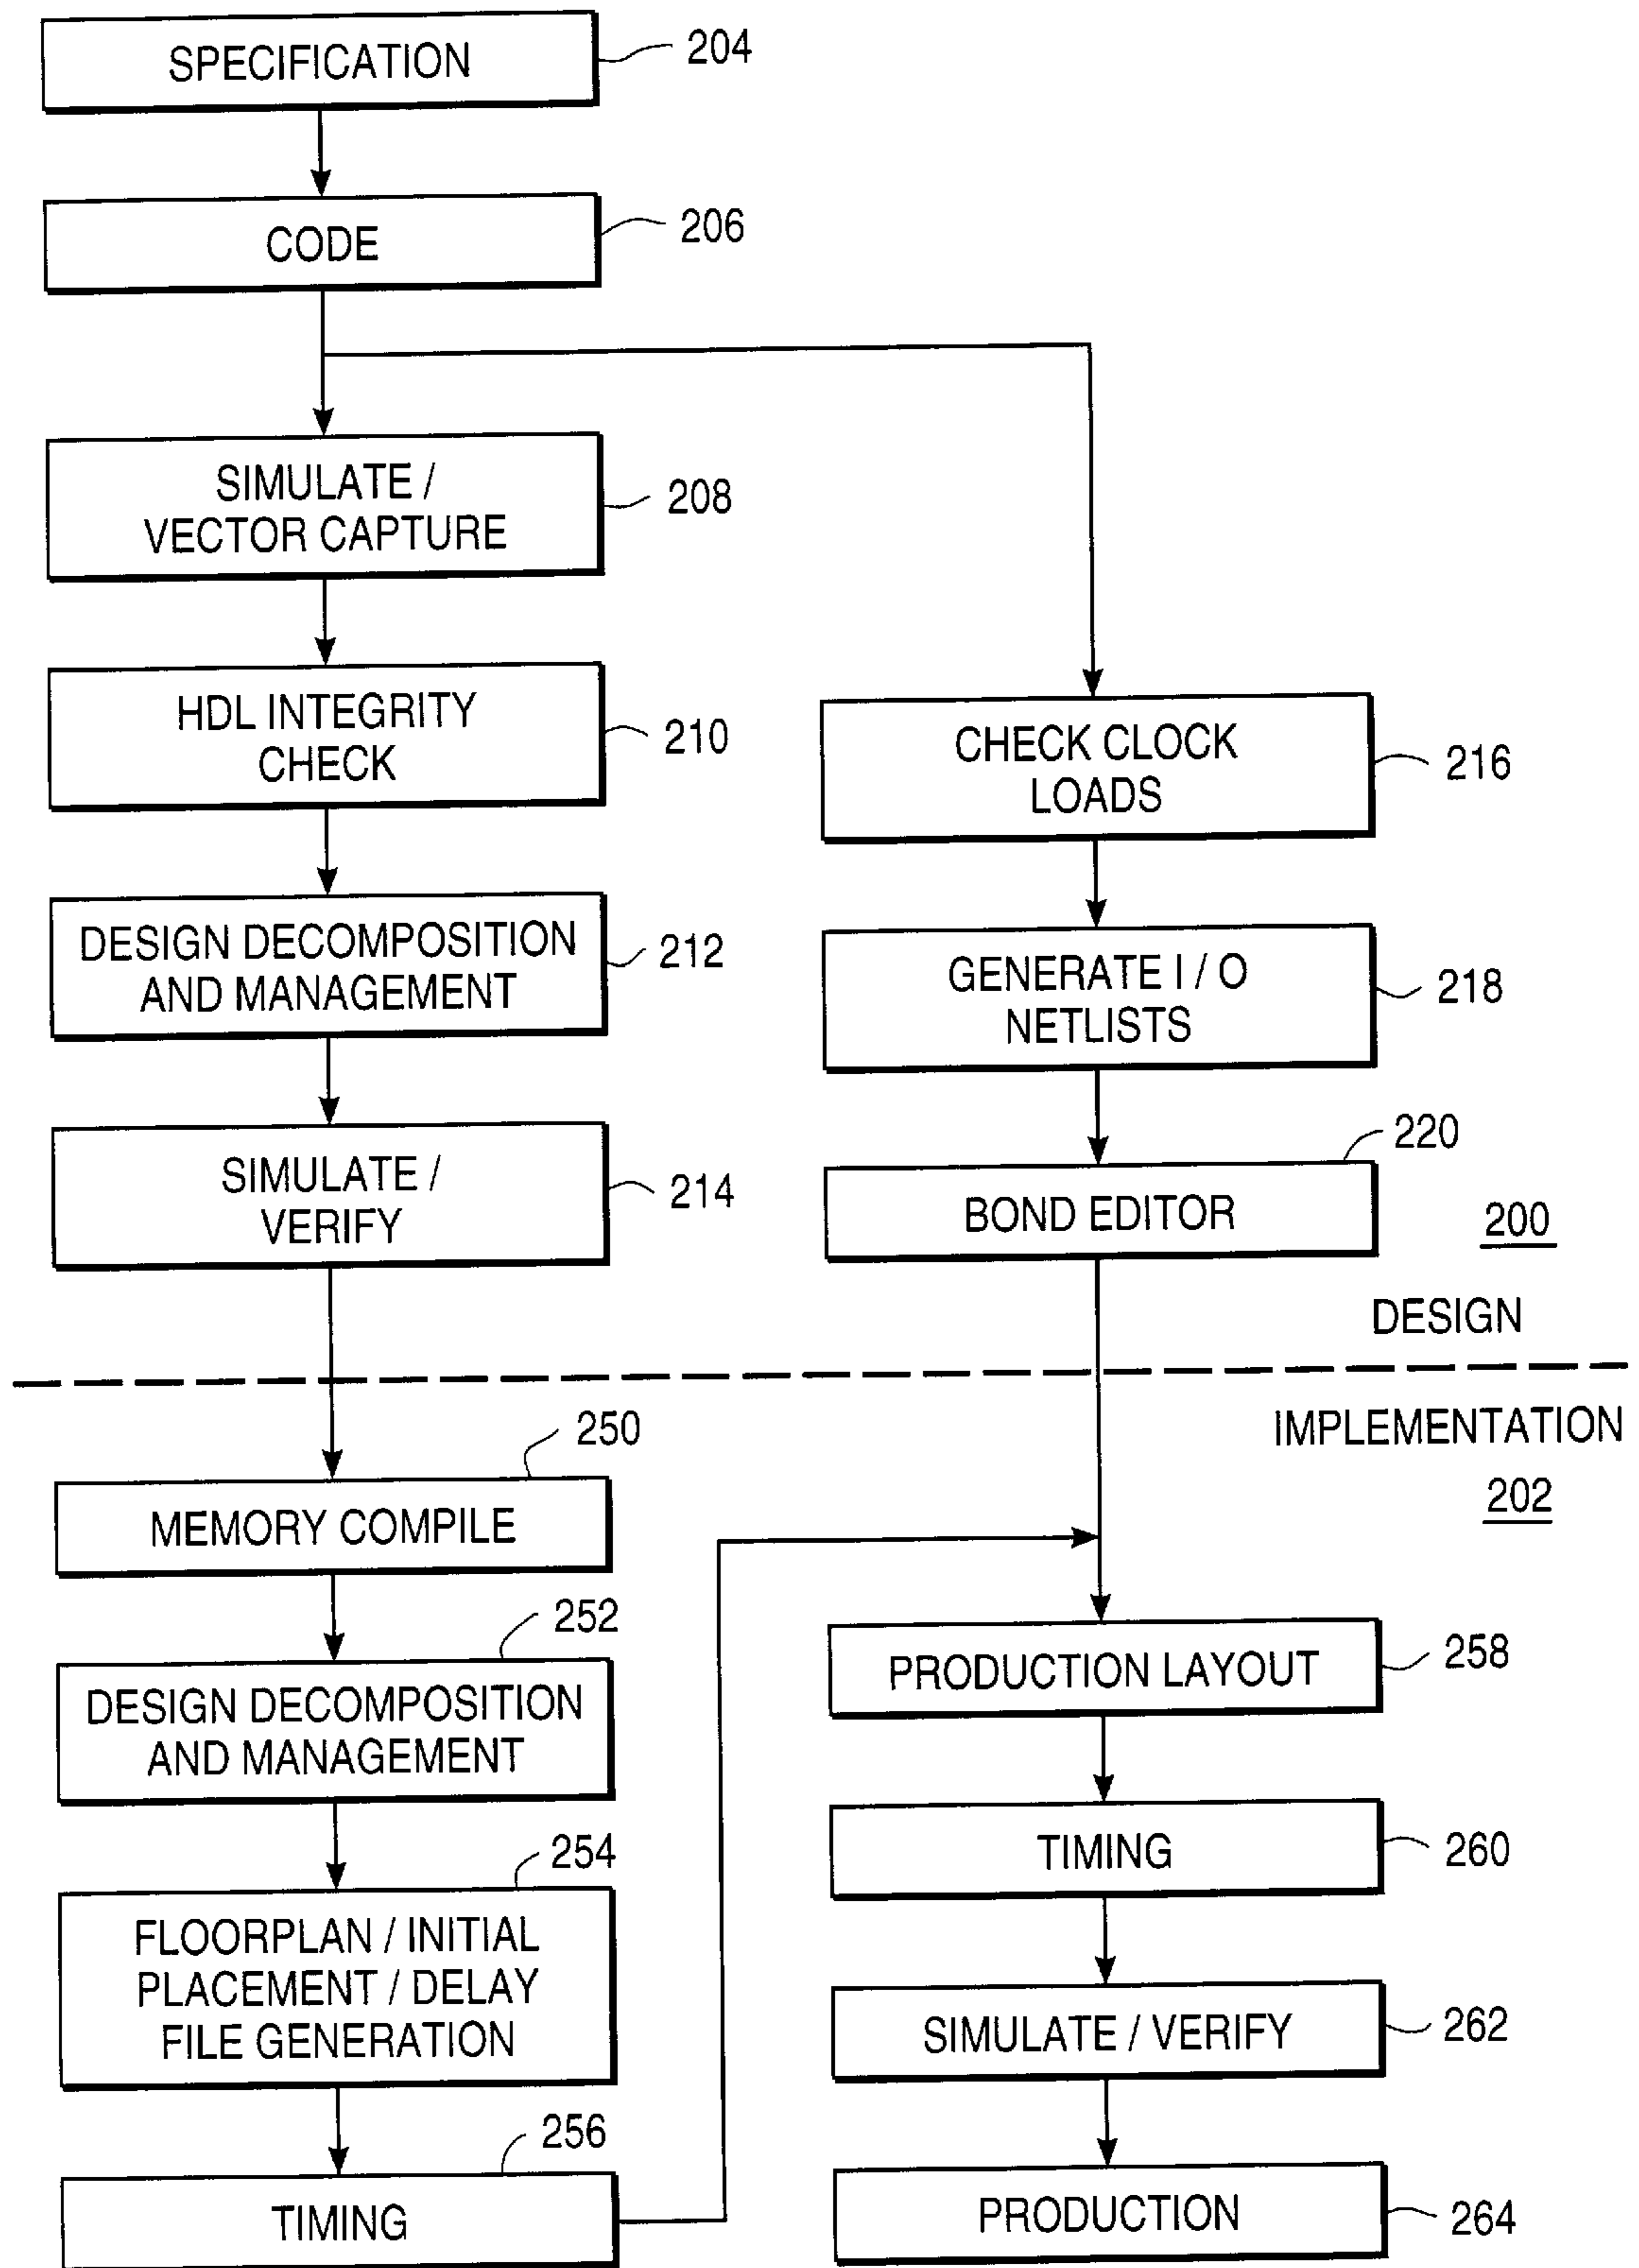 SPECIFICATION
204
CODE
206
SIMULATE /
VECTOR CAPTURE
208
HDL INTEGRITY
CHECK
210
DESIGN DECOMPOSITION
AND MANAGEMENT
212
SIMULATE /
VERIFY
214
CHECK CLOCK
LOADS
216
GENERATE I / O
NETLISTS
218
BOND EDITOR
220
200
DESIGN
IMPLEMENTATION
202
MEMORY COMPILE
250
DESIGN DECOMPOSITION
AND MANAGEMENT
252
FLOORPLAN / INITIAL
PLACEMENT / DELAY
FILE GENERATION
254
TIMING
256
PRODUCTION LAYOUT
258
TIMING
260
SIMULATE / VERIFY
262
PRODUCTION
264